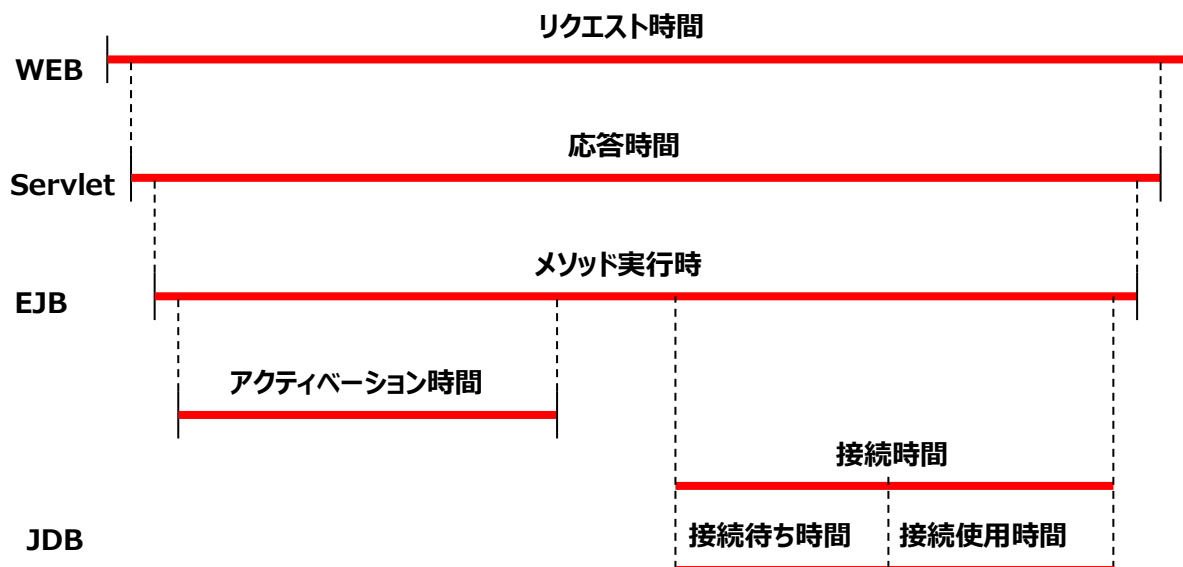 リクエスト時間
WEB
応答時間
Servlet
メソッド実行時
EJB
アクティベーション時間
接続時間
JDB
接続待ち時間
接続使用時間